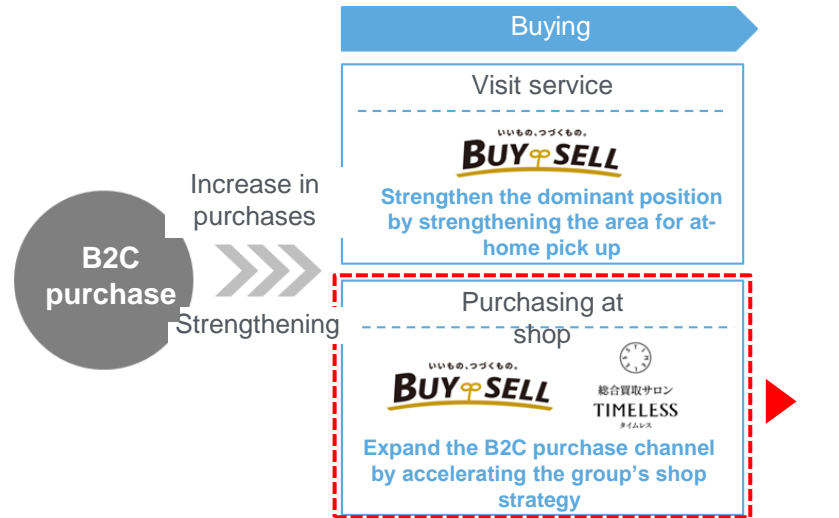 Buying
Visit service
いいもの、つづくもの。
BUY SELL
Strengthen the dominant position
by strengthening the area for at-
home pick up
Increase in
purchases
B2C
purchase
Strengthening
Purchasing at
shop
いいもの、つづくもの。
BUY SELL
TIMELESS
総合買取サロン
TIMELESS
タイムレス
Expand the B2C purchase channel
by accelerating the group's shop
strategy